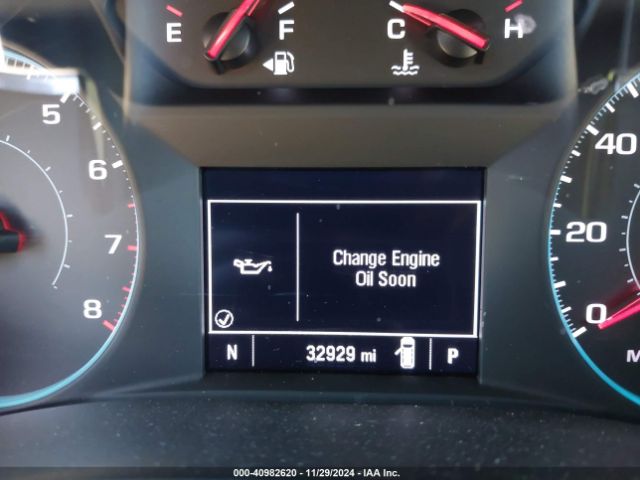 E F C H
5
6
7
8
40
20
0
M
Change Engine
Oil Soon
N 32929 mi P
000-40982620 - 11/29/2024 - IAA Inc.